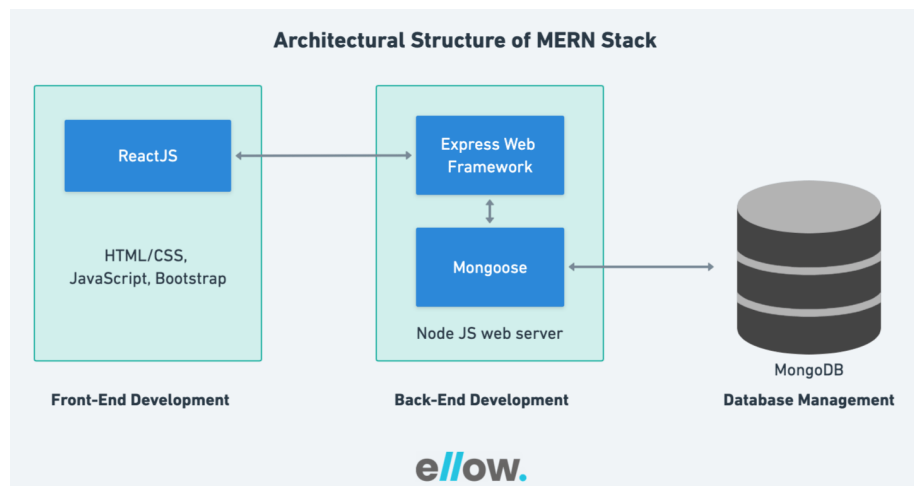 Architectural Structure of MERN Stack
ReactJS
HTML/CSS,
JavaScript, Bootstrap
Front-End Development
Express Web
Framework
Mongoose
Node JS web server
Back-End Development
MongoDB
Database Management
ellow.